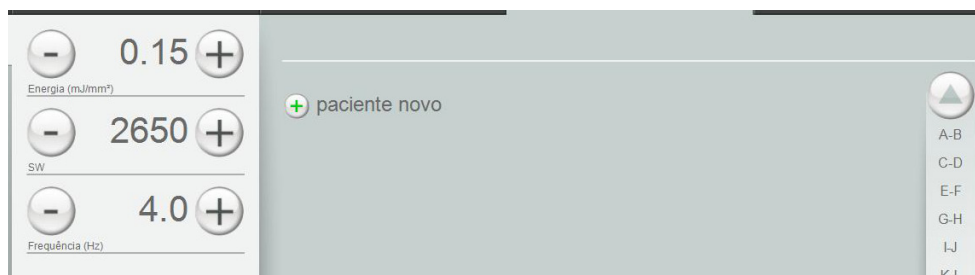 0.15
Energia (mJ/mm²)
2650
SW
4.0
Frequência (Hz)
paciente novo
A-B
C-D
E-F
G-H
I-J